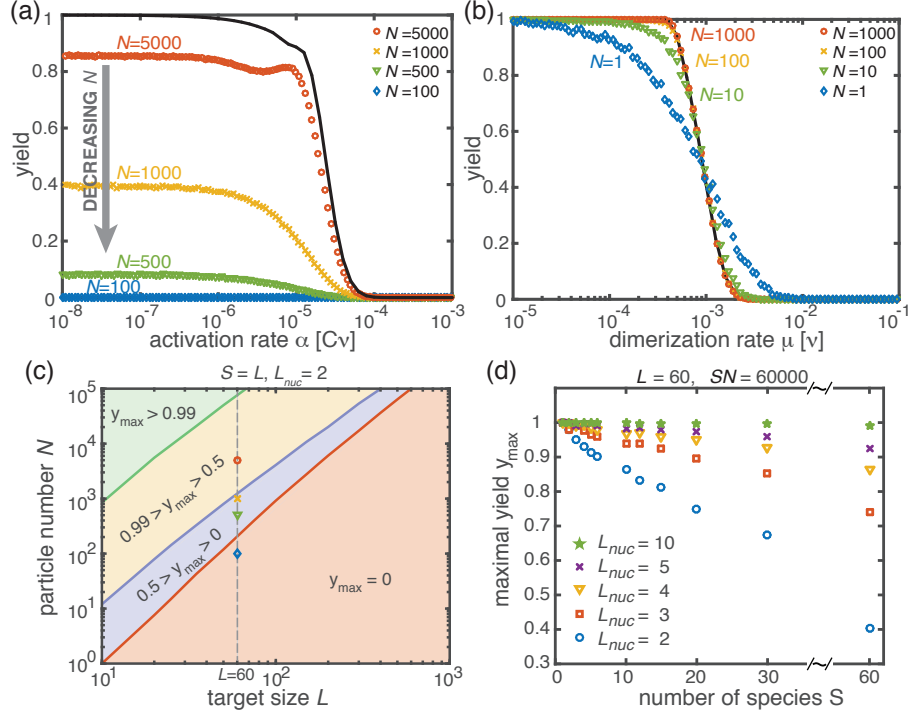 (a)
yield
1
0.8
0.6
0.4
0.2
0
N=5000
DECREASING N
N=1000
N=500
N=100
N=5000
N=1000
N=500
N=100
10^-8 10^-7 10^-6 10^-5 10^-4 10^-3
activation rate α [Cν]
(b)
yield
1
0.8
0.6
0.4
0.2
0
N=1000
N=100
N=1
N=10
N=1000
N=100
N=10
N=1
10^-5 10^-4 10^-3 10^-2 10^-1
dimerization rate μ [ν]
(c)
S = L, L_nuc = 2
particle number N
10^5
10^4
10^3
10^2
10^1
10^0
y_max > 0.99
0.99 > y_max > 0.5
0.5 > y_max > 0
y_max = 0
10^1 L=60 10^2 10^3
target size L
(d)
L = 60, SN = 60000
maximal yield y_max
1
0.9
0.8
0.7
0.6
0.5
0.4
0.3
L_nuc = 10
L_nuc = 5
L_nuc = 4
L_nuc = 3
L_nuc = 2
0 10 20 30 60
number of species S